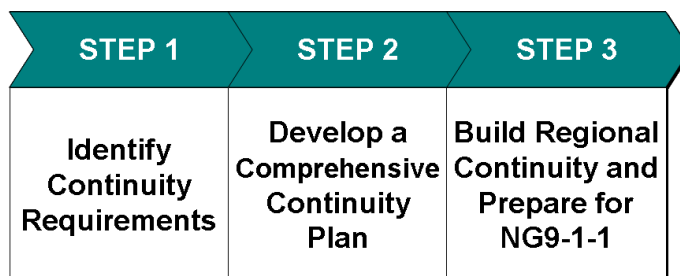 STEP 1
STEP 2
STEP 3
Identify
Continuity
Requirements
Develop a
Comprehensive
Continuity
Plan
Build Regional
Continuity and
Prepare for
NG9-1-1